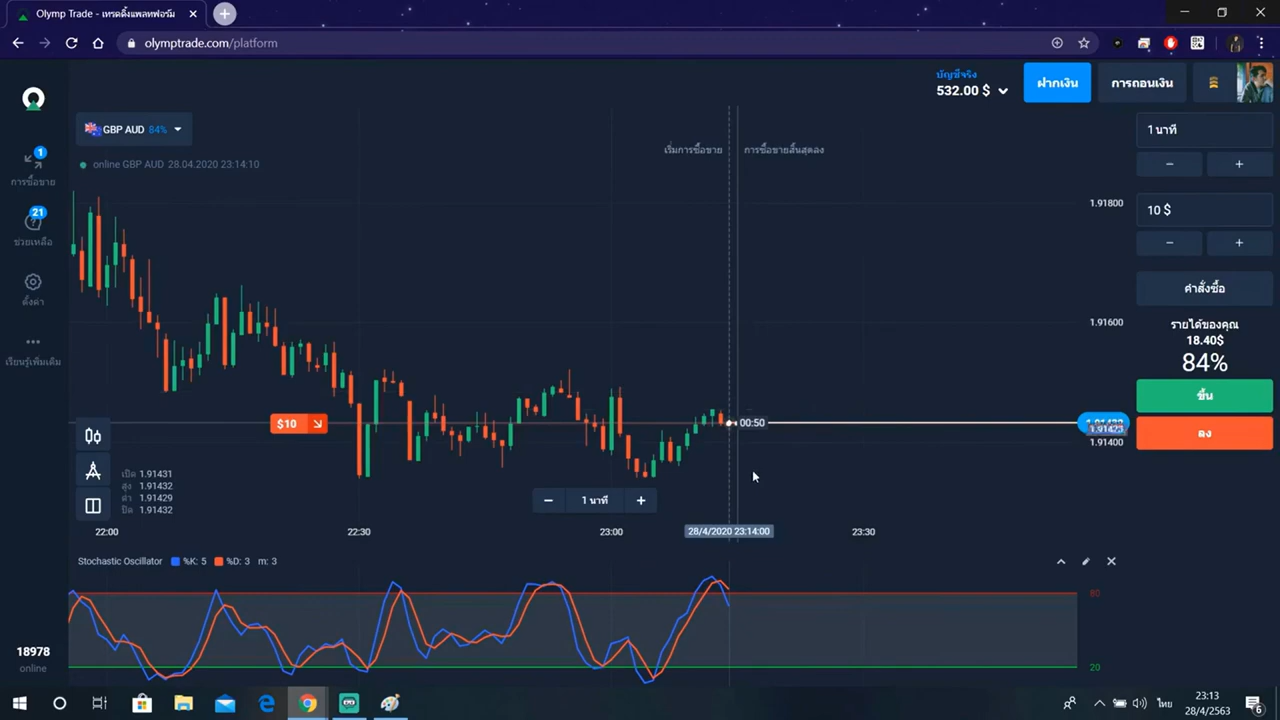 Olymp Trade - เทรดดิ้งแพลทฟอร์ม
olymptrade.com/platform
บัญชีจริง
532.00 $
ฝากเงิน
การถอนเงิน
GBP AUD 84%
online GBP AUD 28.04.2020 23:14:10
เริ่มการซื้อขาย
การซื้อขายสิ้นสุดลง
1
การซื้อขาย
21
ช่วยเหลือ
ตั้งค่า
เรียนรู้เพิ่มเติม
1 นาที
10 $
คำสั่งซื้อ
รายได้ของคุณ
18.40$
84%
ขึ้น
ลง
1.91800
1.91600
1.91423
1.91400
$10
00:50
เปิด 1.91431
สูง 1.91432
ต่ำ 1.91429
ปิด 1.91432
1 นาที
22:00
22:30
23:00
28/4/2020 23:14:00
23:30
Stochastic Oscillator %K: 5 %D: 3 m: 3
80
20
18978
online
ไทย
23:13
28/4/2563
6